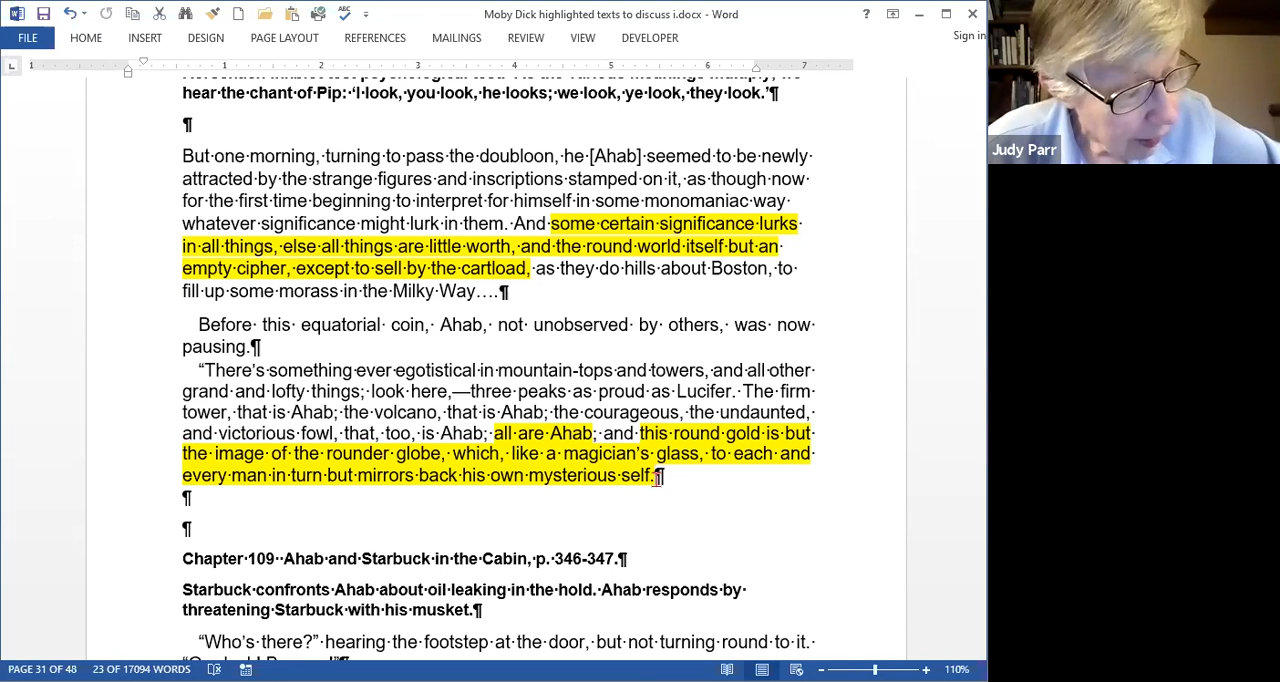 Moby Dick highlighted texts to discuss i.docx - Word
Sign in
FILE HOME INSERT DESIGN PAGE LAYOUT REFERENCES MAILINGS REVIEW VIEW DEVELOPER
1 1 2 3 4 5 6 7
hear the chant of Pip: ‘I look, you look, he looks; we look, ye look, they look.’¶
¶
But one morning, turning to pass the doubloon, he [Ahab] seemed to be newly
attracted by the strange figures and inscriptions stamped on it, as though now
for the first time beginning to interpret for himself in some monomaniac way
whatever significance might lurk in them. And some certain significance lurks
in all things, else all things are little worth, and the round world itself but an
empty cipher, except to sell by the cartload, as they do hills about Boston, to
fill up some morass in the Milky Way….¶
Before this equatorial coin, Ahab, not unobserved by others, was now
pausing.¶
“There’s something ever egotistical in mountain-tops and towers, and all other
grand and lofty things; look here,—three peaks as proud as Lucifer. The firm
tower, that is Ahab; the volcano, that is Ahab; the courageous, the undaunted,
and victorious fowl, that, too, is Ahab; all are Ahab; and this round gold is but
the image of the rounder globe, which, like a magician’s glass, to each and
every man in turn but mirrors back his own mysterious self.¶
¶
¶
Chapter 109 Ahab and Starbuck in the Cabin, p. 346-347.¶
Starbuck confronts Ahab about oil leaking in the hold. Ahab responds by
threatening Starbuck with his musket.¶
“Who’s there?” hearing the footstep at the door, but not turning round to it.
PAGE 31 OF 48 23 OF 17094 WORDS 110%
Judy Parr